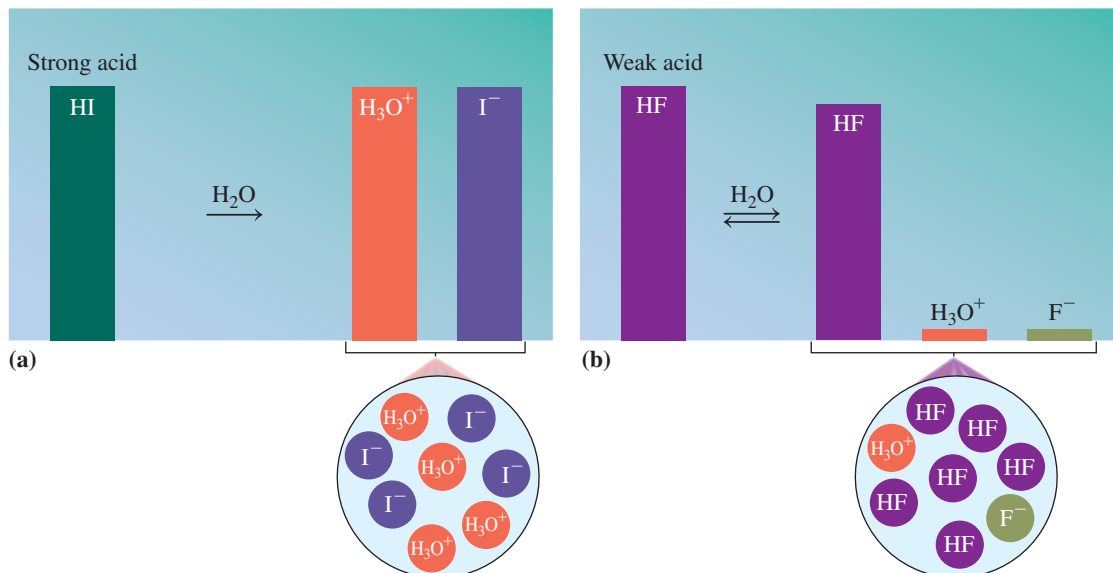 Strong acid
HI
H₂O
H₃O⁺
I⁻
(a)
H₃O⁺
I⁻
I⁻
H₃O⁺
I⁻
I⁻
H₃O⁺
H₃O⁺
Weak acid
HF
H₂O
HF
H₃O⁺
F⁻
(b)
HF
HF
H₃O⁺
HF
HF
HF
F⁻
HF